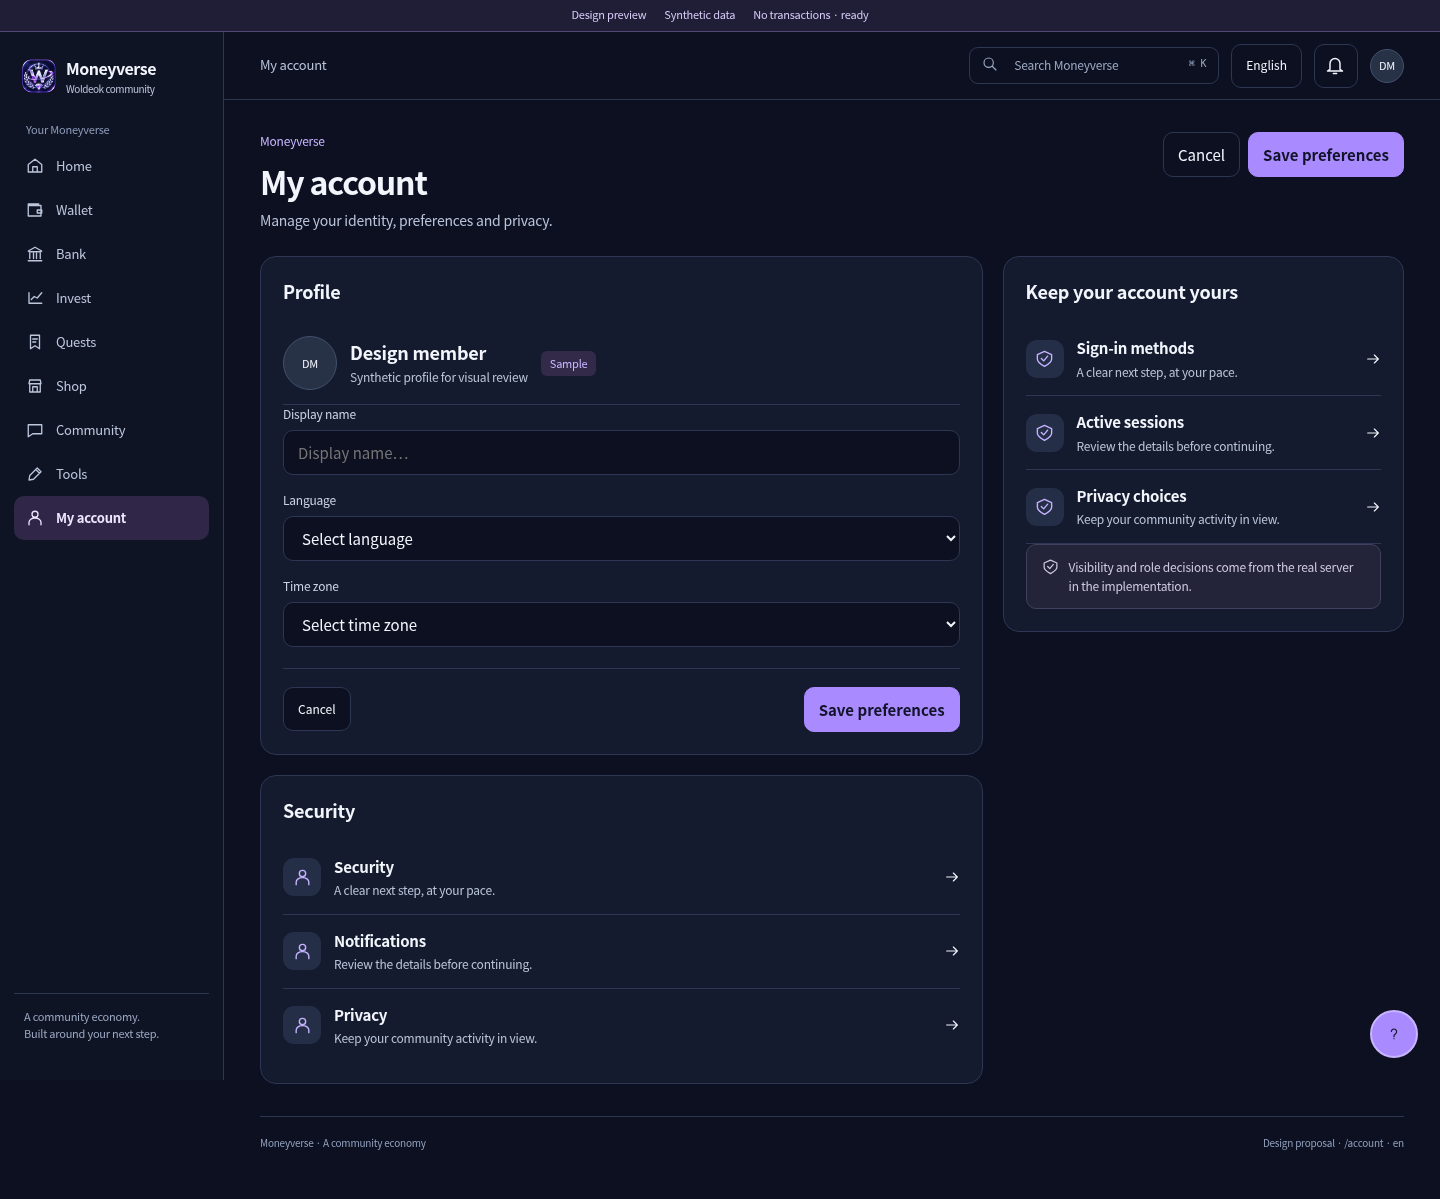 Design preview Synthetic data No transactions · ready
Moneyverse
Woldeok community
Your Moneyverse
Home
Wallet
Bank
Invest
Quests
Shop
Community
Tools
My account
A community economy.
Built around your next step.
My account
Search Moneyverse ⌘ K
English
DM
Moneyverse
My account
Manage your identity, preferences and privacy.
Cancel
Save preferences
Profile
DM
Design member
Synthetic profile for visual review
Sample
Display name
Display name…
Language
Select language
Time zone
Select time zone
Cancel
Save preferences
Keep your account yours
Sign-in methods
A clear next step, at your pace.
Active sessions
Review the details before continuing.
Privacy choices
Keep your community activity in view.
Visibility and role decisions come from the real server
in the implementation.
Security
Security
A clear next step, at your pace.
Notifications
Review the details before continuing.
Privacy
Keep your community activity in view.
?
Moneyverse · A community economy
Design proposal · /account · en